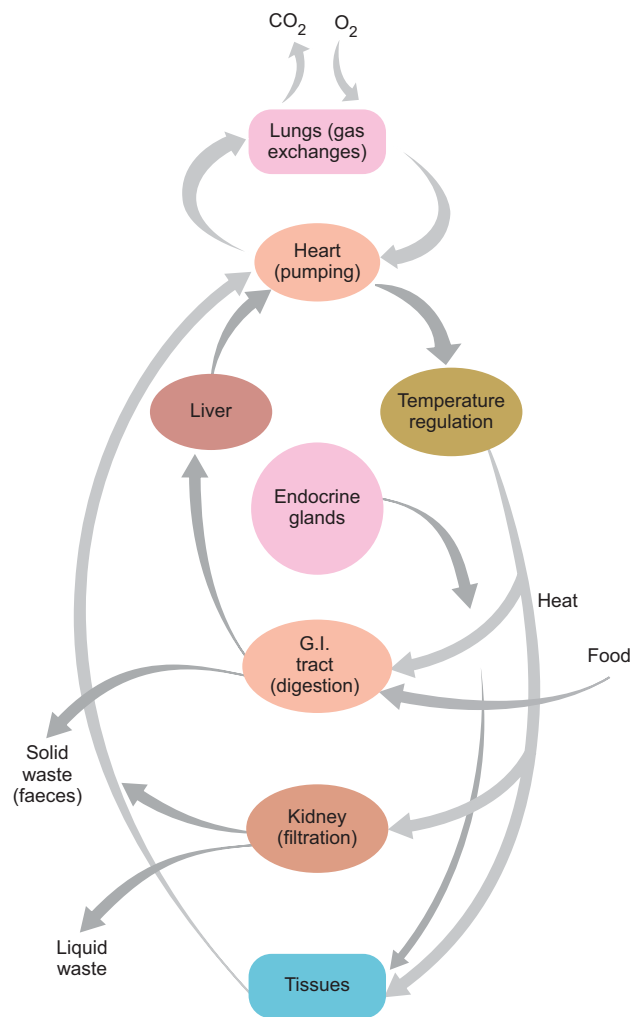 CO2 O2
Lungs (gas
exchanges)
Heart
(pumping)
Liver
Temperature
regulation
Endocrine
glands
Heat
G.I.
tract
(digestion)
Food
Solid
waste
(faeces)
Kidney
(filtration)
Liquid
waste
Tissues